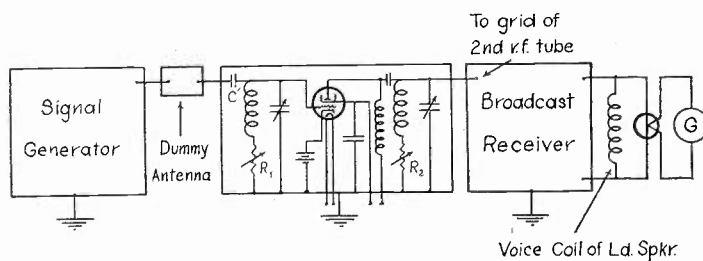 To grid of
2nd r.f. tube
Signal
Generator
Dummy
Antenna
C'
R₁
R₂
Broadcast
Receiver
G
Voice Coil of Ld. Spkr.